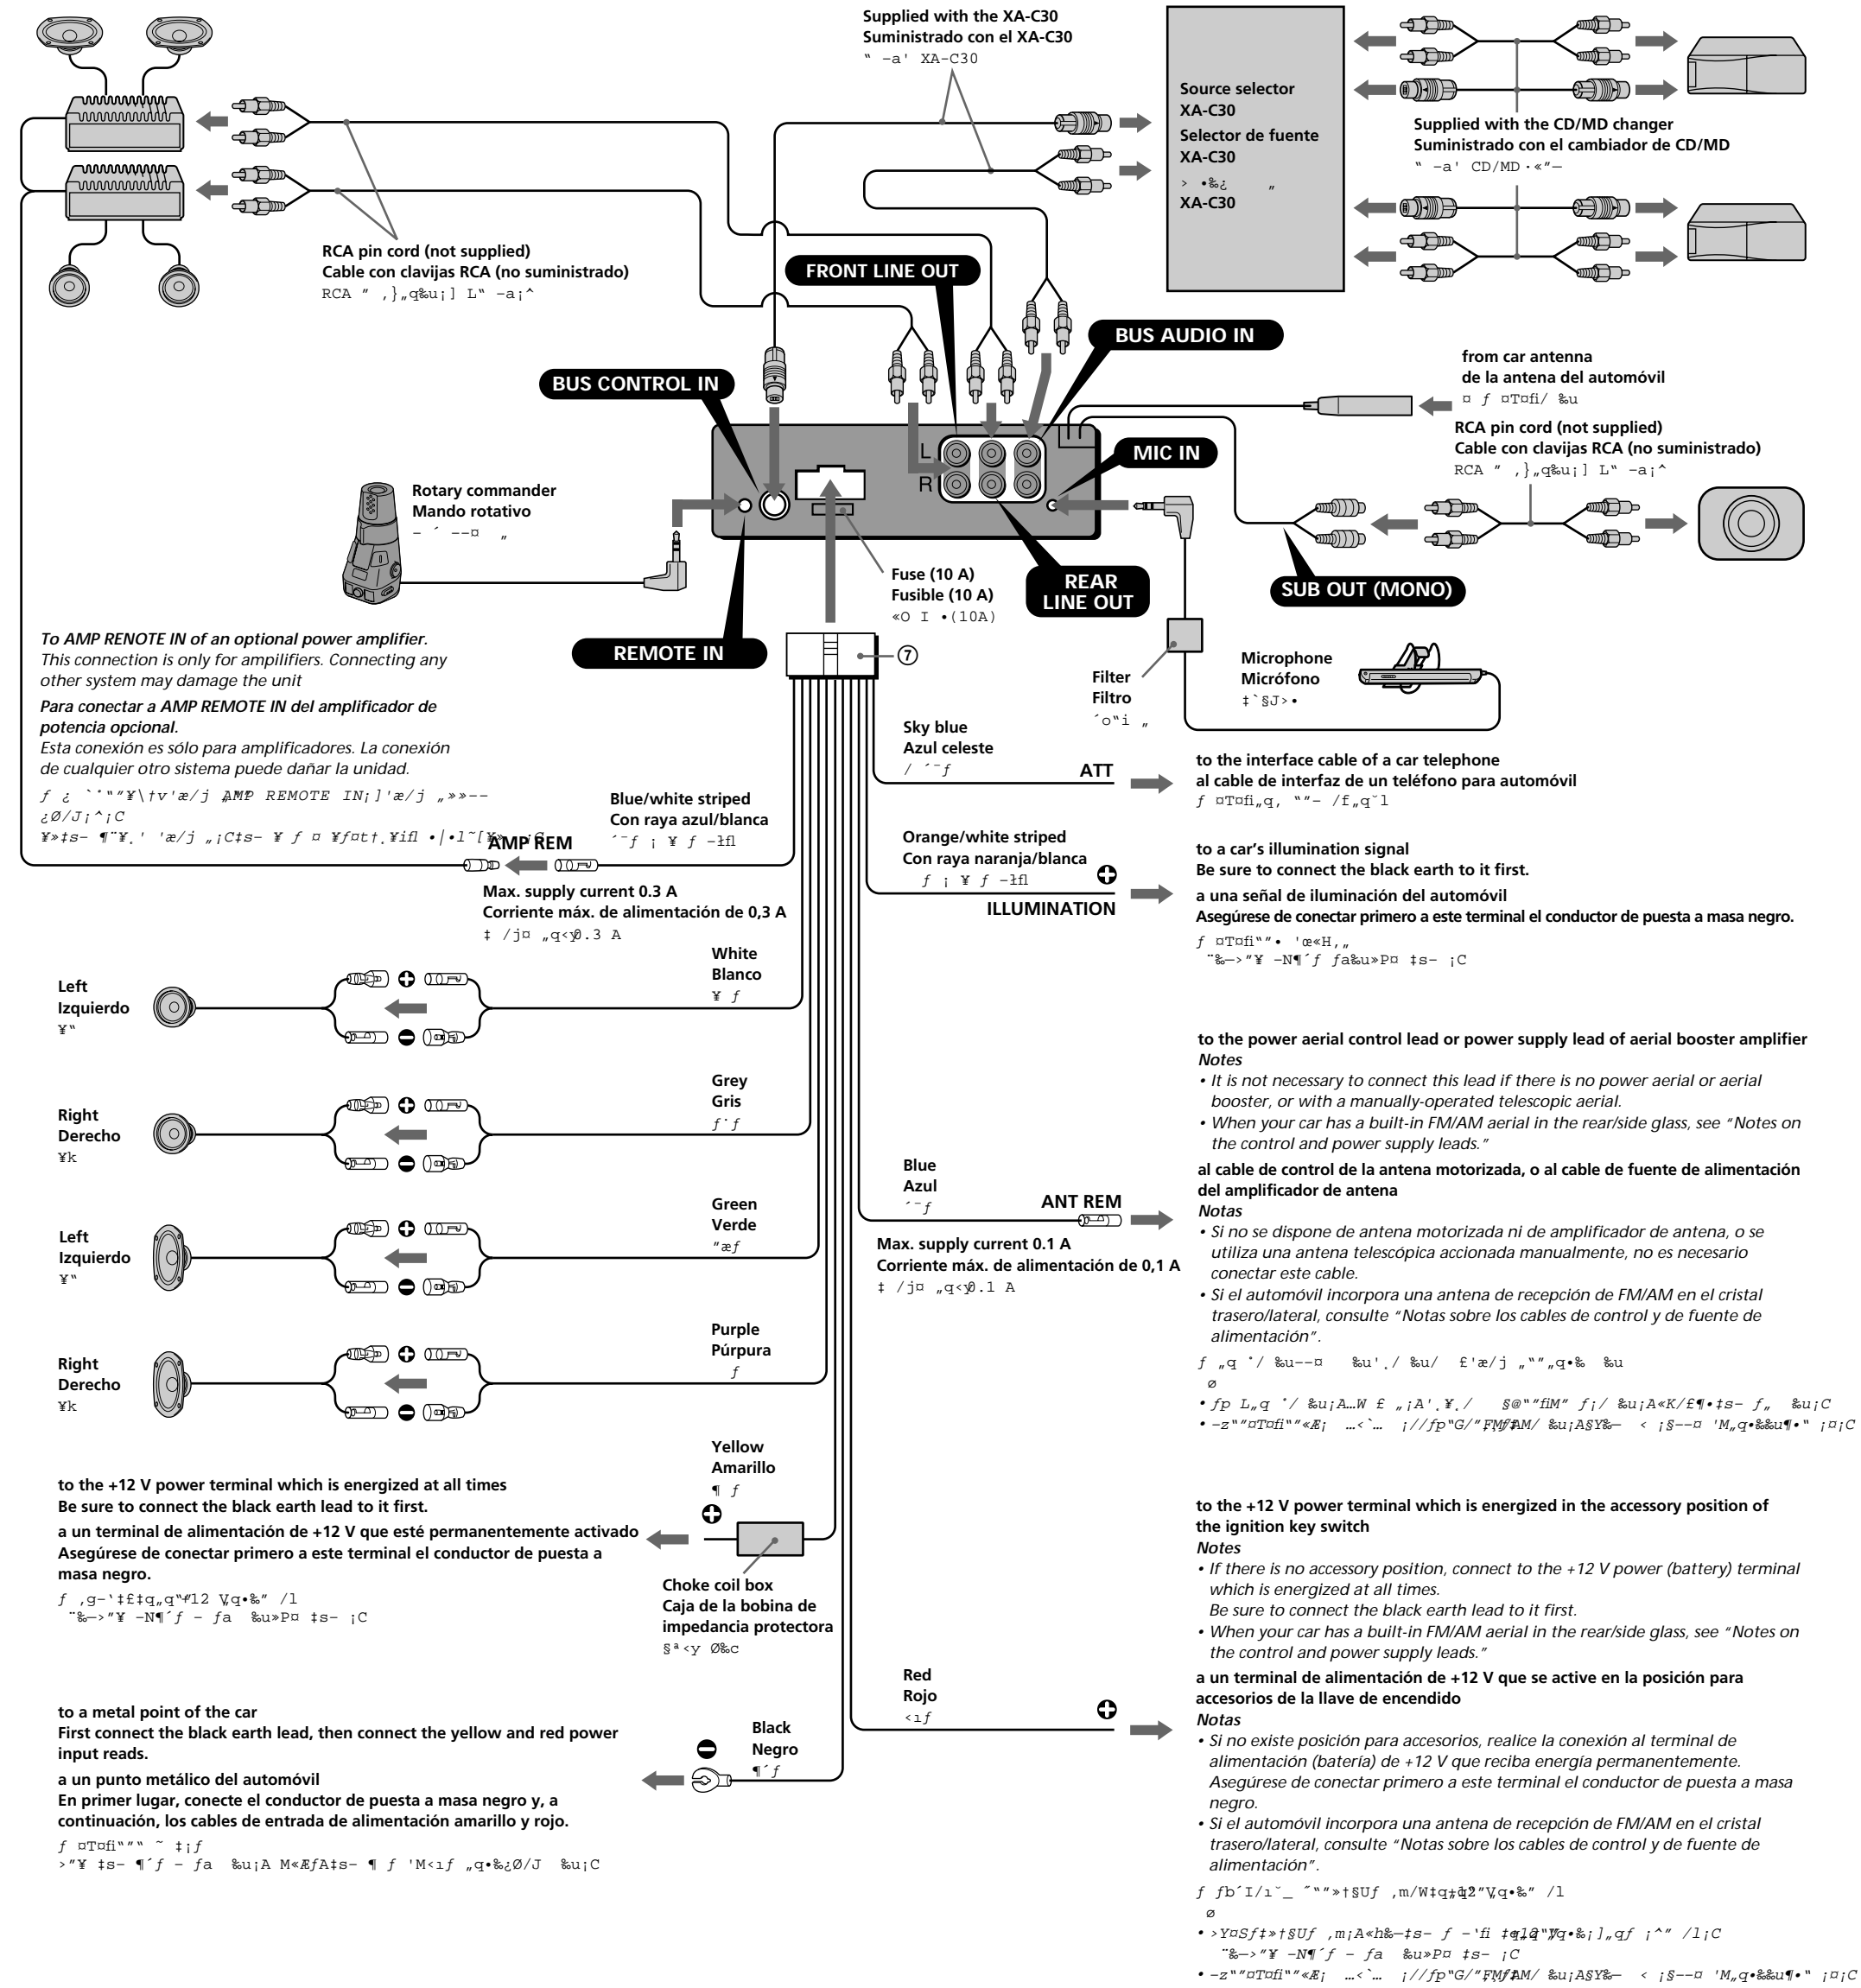 Supplied with the XA-C30
Suministrado con el XA-C30
XA-C30
Source selector
XA-C30
Selector de fuente
XA-C30
XA-C30
Supplied with the CD/MD changer
Suministrado con el cambiador de CD/MD
CD/MD
RCA pin cord (not supplied)
Cable con clavijas RCA (no suministrado)
RCA
FRONT LINE OUT
BUS AUDIO IN
BUS CONTROL IN
from car antenna
de la antena del automóvil
RCA pin cord (not supplied)
Cable con clavijas RCA (no suministrado)
RCA
MIC IN
L
R
Rotary commander
Mando rotativo
Fuse (10 A)
Fusible (10 A)
(10A)
REAR
LINE OUT
SUB OUT (MONO)
REMOTE IN
⑦
Filter
Filtro
Microphone
Micrófono
To AMP RENOTE IN of an optional power amplifier.
This connection is only for ampilifiers. Connecting any
other system may damage the unit
Para conectar a AMP REMOTE IN del amplificador de
potencia opcional.
Esta conexión es sólo para amplificadores. La conexión
de cualquier otro sistema puede dañar la unidad.
AMP REMOTE IN
Blue/white striped
Con raya azul/blanca
AMP REM
Max. supply current 0.3 A
Corriente máx. de alimentación de 0,3 A
0.3 A
Sky blue
Azul celeste
ATT
to the interface cable of a car telephone
al cable de interfaz de un teléfono para automóvil
Orange/white striped
Con raya naranja/blanca
ILLUMINATION
to a car's illumination signal
Be sure to connect the black earth to it first.
a una señal de iluminación del automóvil
Asegúrese de conectar primero a este terminal el conductor de puesta a masa negro.
White
Blanco
Left
Izquierdo
Grey
Gris
Right
Derecho
Green
Verde
Left
Izquierdo
Purple
Púrpura
Right
Derecho
Blue
Azul
ANT REM
Max. supply current 0.1 A
Corriente máx. de alimentación de 0,1 A
0.1 A
to the power aerial control lead or power supply lead of aerial booster amplifier
Notes
• It is not necessary to connect this lead if there is no power aerial or aerial
booster, or with a manually-operated telescopic aerial.
• When your car has a built-in FM/AM aerial in the rear/side glass, see "Notes on
the control and power supply leads."
al cable de control de la antena motorizada, o al cable de fuente de alimentación
del amplificador de antena
Notas
• Si no se dispone de antena motorizada ni de amplificador de antena, o se
utiliza una antena telescópica accionada manualmente, no es necesario
conectar este cable.
• Si el automóvil incorpora una antena de recepción de FM/AM en el cristal
trasero/lateral, consulte "Notas sobre los cables de control y de fuente de
alimentación".
Yellow
Amarillo
to the +12 V power terminal which is energized at all times
Be sure to connect the black earth lead to it first.
a un terminal de alimentación de +12 V que esté permanentemente activado
Asegúrese de conectar primero a este terminal el conductor de puesta a
masa negro.
Choke coil box
Caja de la bobina de
impedancia protectora
Red
Rojo
to the +12 V power terminal which is energized in the accessory position of
the ignition key switch
Notes
• If there is no accessory position, connect to the +12 V power (battery) terminal
which is energized at all times.
Be sure to connect the black earth lead to it first.
• When your car has a built-in FM/AM aerial in the rear/side glass, see "Notes on
the control and power supply leads."
a un terminal de alimentación de +12 V que se active en la posición para
accesorios de la llave de encendido
Notas
• Si no existe posición para accesorios, realice la conexión al terminal de
alimentación (batería) de +12 V que reciba energía permanentemente.
Asegúrese de conectar primero a este terminal el conductor de puesta a masa
negro.
• Si el automóvil incorpora una antena de recepción de FM/AM en el cristal
trasero/lateral, consulte "Notas sobre los cables de control y de fuente de
alimentación".
to a metal point of the car
First connect the black earth lead, then connect the yellow and red power
input reads.
a un punto metálico del automóvil
En primer lugar, conecte el conductor de puesta a masa negro y, a
continuación, los cables de entrada de alimentación amarillo y rojo.
Black
Negro